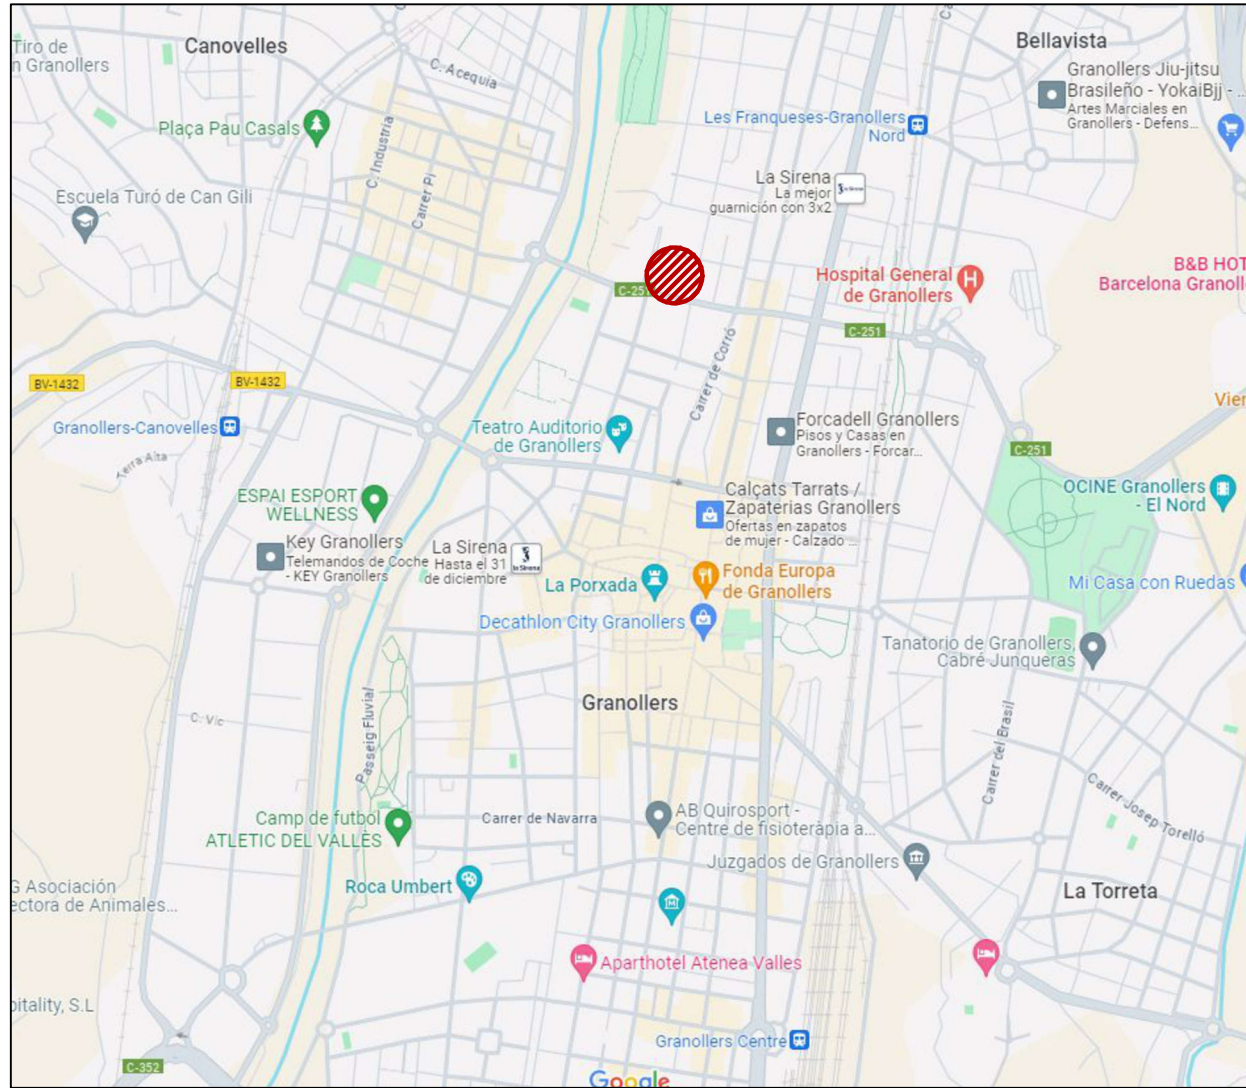 Canovelles
Bellavista
Tiro de
n Granollers
C. Acequia
Granollers Jiu-jitsu
Brasileño - YokaiBjj - ...
Artes Marciales en
Granollers - Defens...
Plaça Pau Casals
C. Industria
Les Franqueses-Granollers
Nord
Carrer Pi
La Sirena
La mejor
guarnición con 3x2
la Sirena
Escuela Turó de Can Gili
Hospital General
de Granollers
B&B HOT
Barcelona Granoll
C-25
C-251
BV-1432
BV-1432
Carrer de Corró
Vier
Granollers-Canovelles
Terra Alta
Teatro Auditorio
de Granollers
Forcadell Granollers
Pisos y Casas en
Granollers - Forcar...
C-251
ESPAI ESPORT
WELLNESS
Calçats Tarrats /
Zapaterias Granollers
Ofertas en zapatos
de mujer - Calzado ...
OCINE Granollers
- El Nord
Key Granollers
Telemandos de Coche
- KEY Granollers
La Sirena
Hasta el 31
de diciembre
la Sirena
La Porxada
Fonda Europa
de Granollers
Mi Casa con Ruedas
Decathlon City Granollers
Tanatorio de Granollers,
Cabré Junqueras
Granollers
C. Vic
Passeig Fluvial
Carrer del Brasil
Carrer Josep Torelló
Camp de futbol
ATLETIC DEL VALLES
Carrer de Navarra
AB Quirosport -
Centre de fisioteràpia a...
Juzgados de Granollers
G Asociación
ectora de Animales...
Roca Umbert
La Torreta
Aparthotel Atenea Valles
pitality, S.L
Granollers Centre
C-352
Google